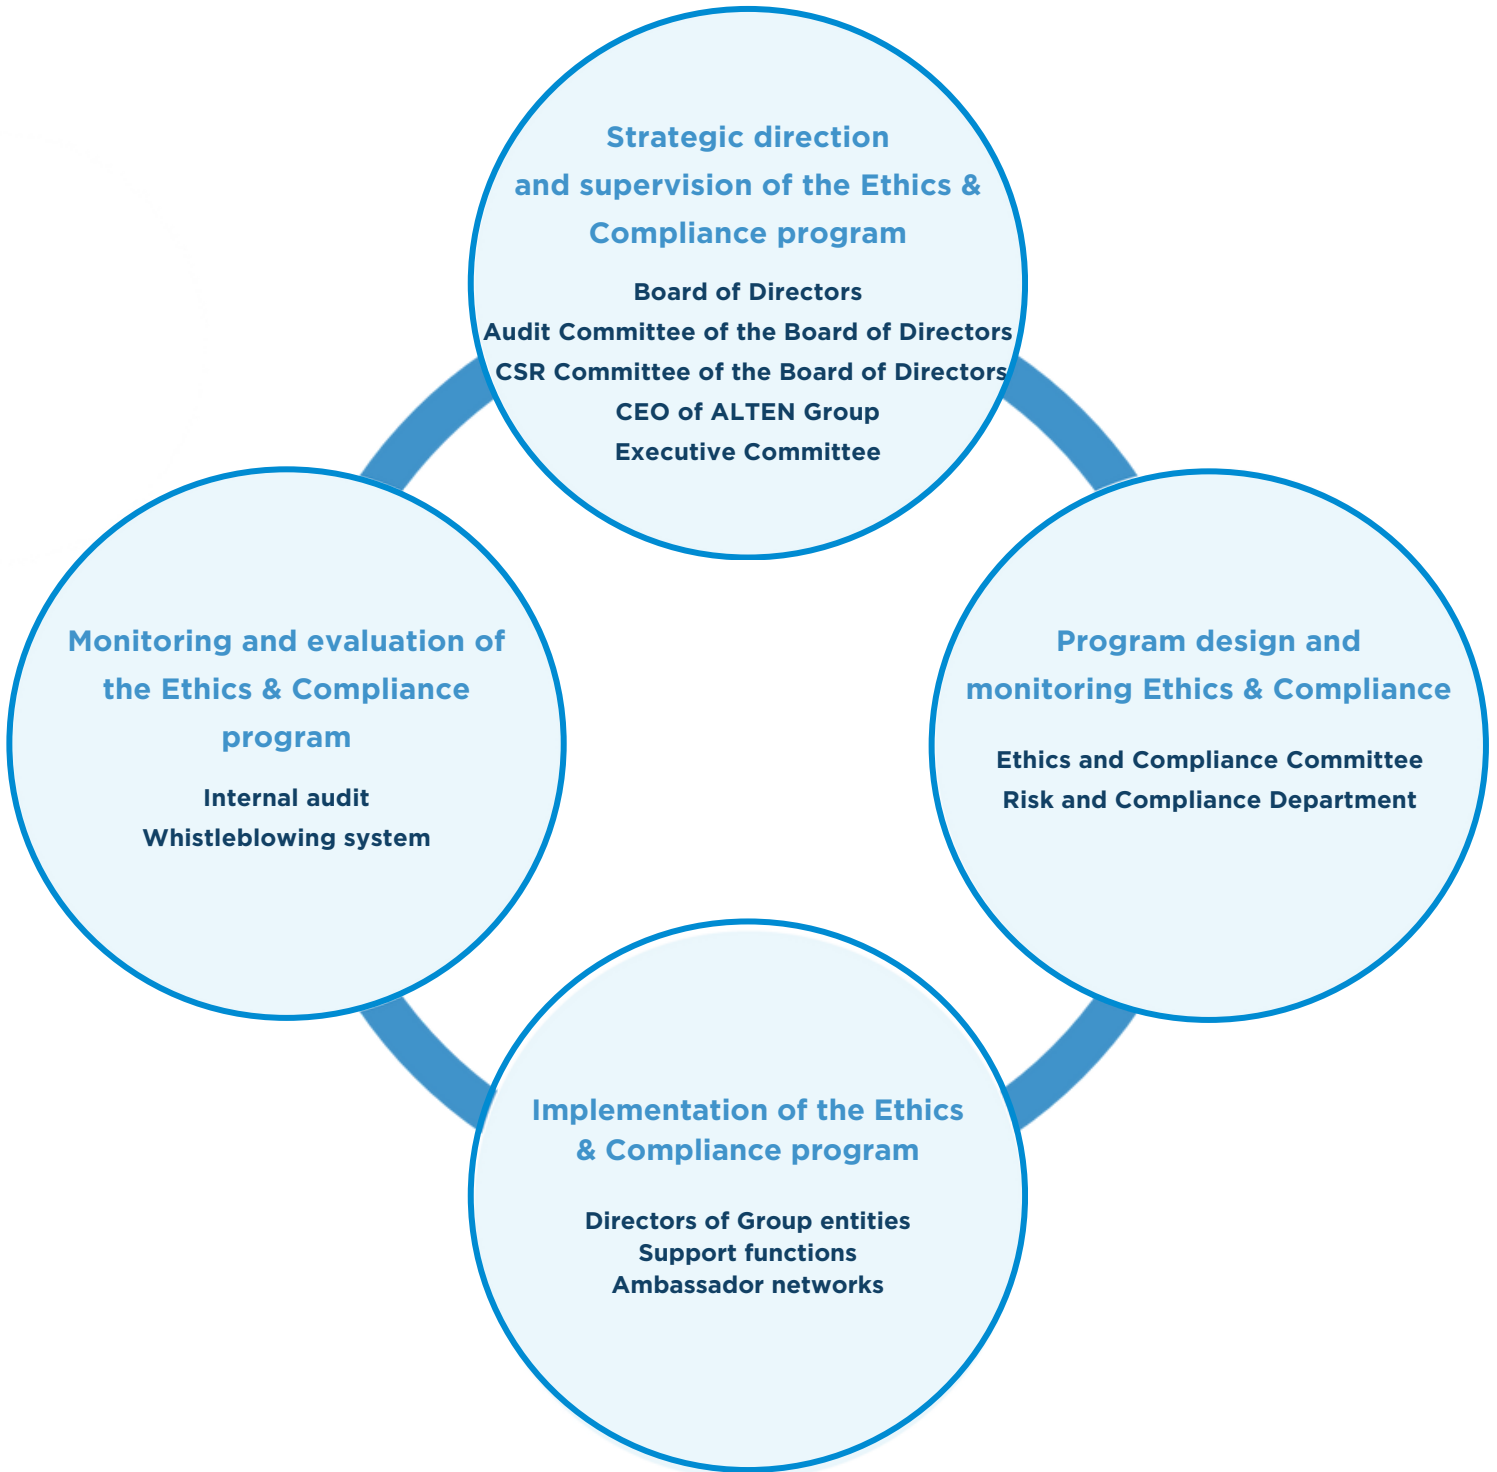 Strategic direction
and supervision of the Ethics &
Compliance program
Board of Directors
Audit Committee of the Board of Directors
CSR Committee of the Board of Directors
CEO of ALTEN Group
Executive Committee
Monitoring and evaluation of
the Ethics & Compliance
program
Internal audit
Whistleblowing system
Program design and
monitoring Ethics & Compliance
Ethics and Compliance Committee
Risk and Compliance Department
Implementation of the Ethics
& Compliance program
Directors of Group entities
Support functions
Ambassador networks